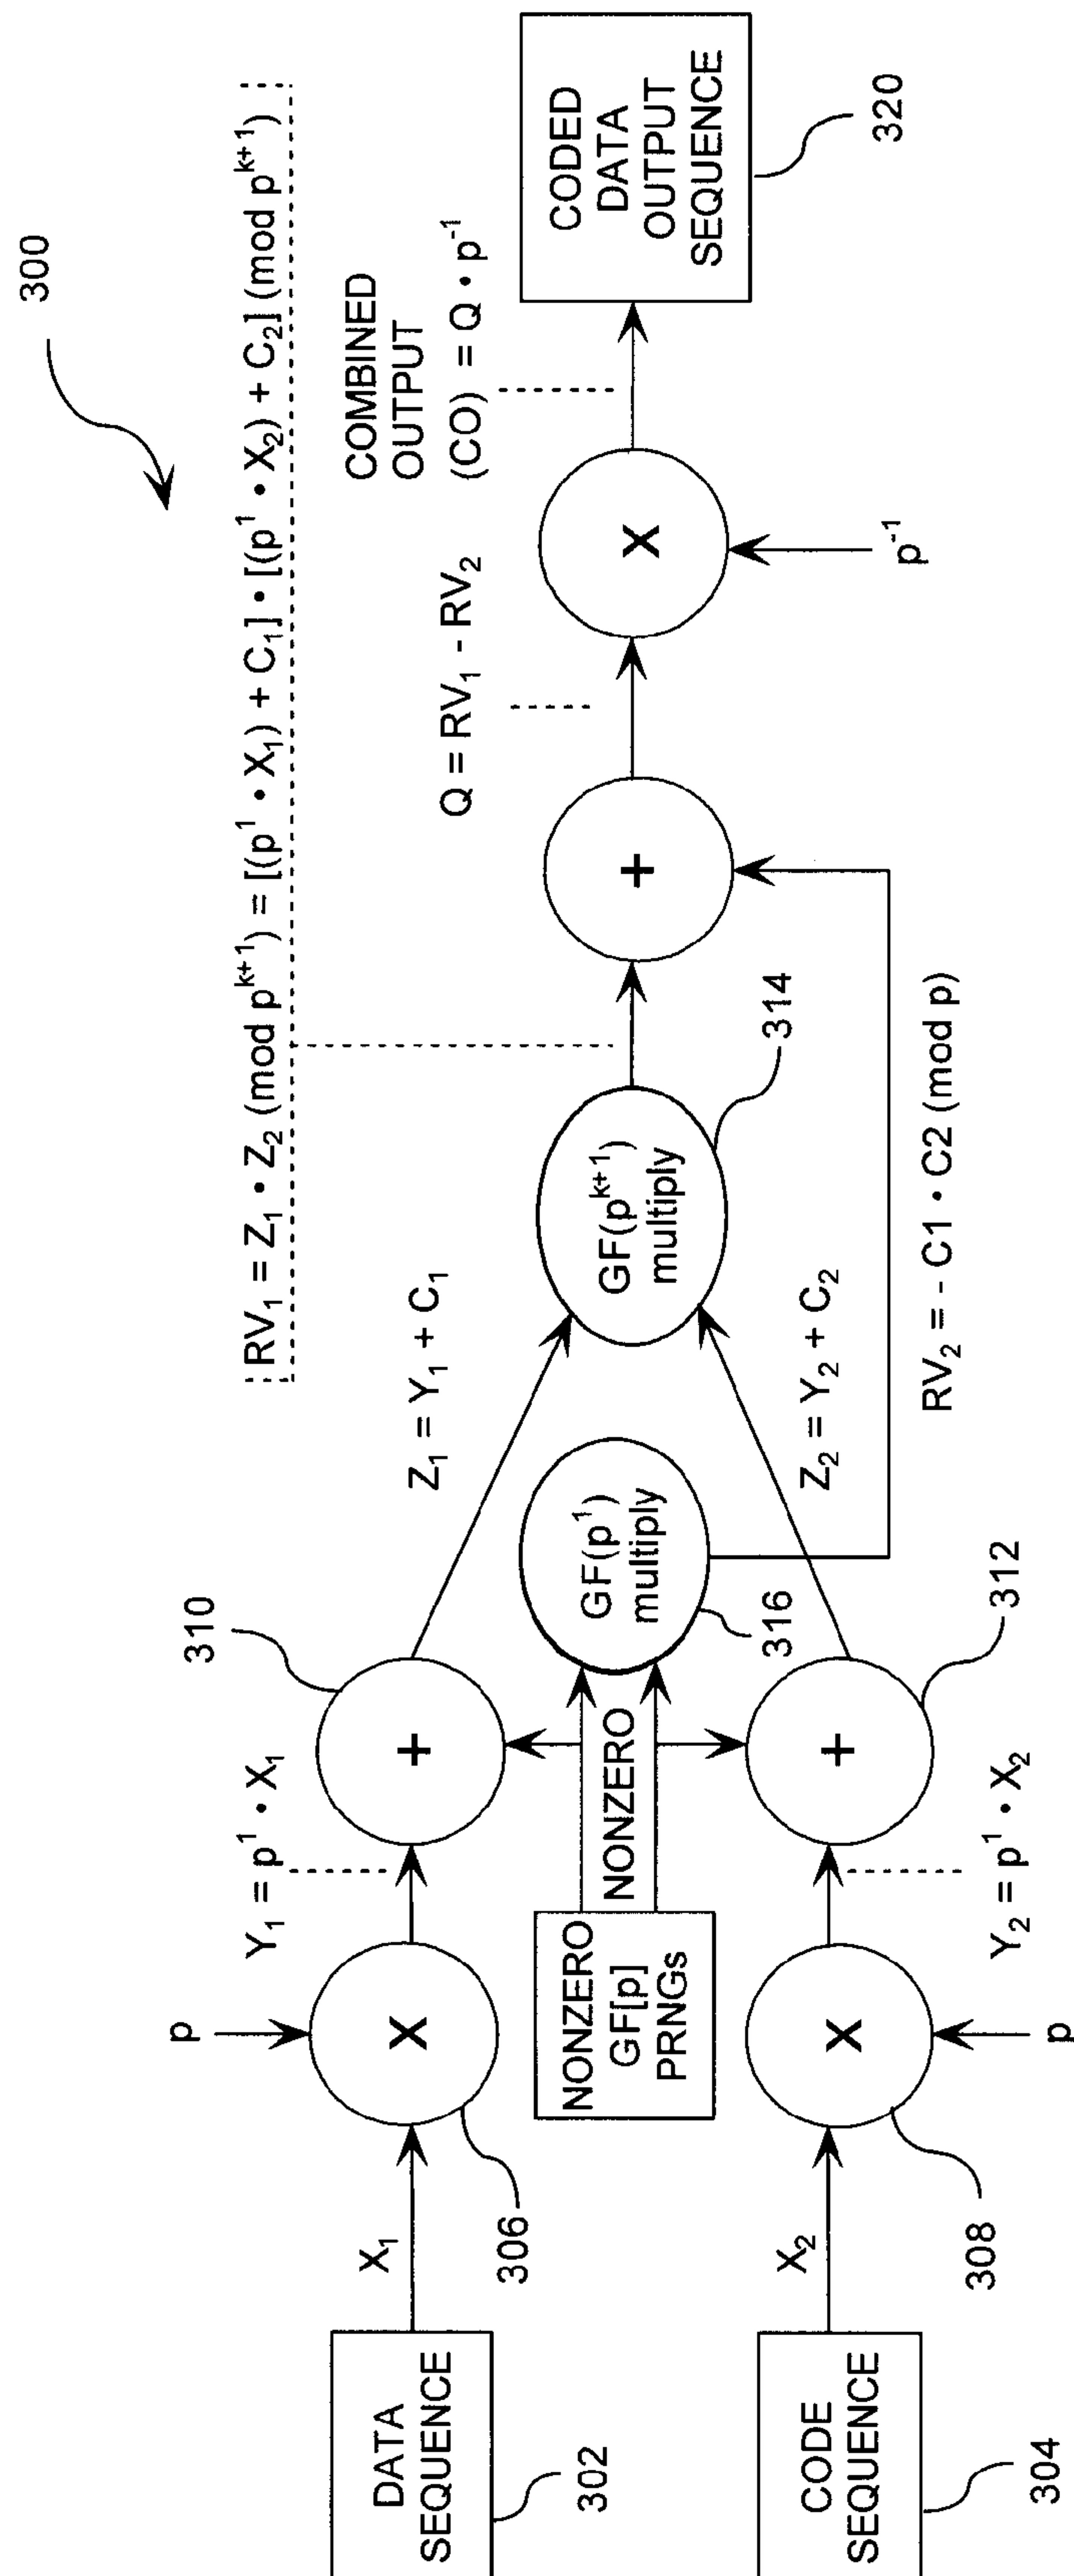 300
RV₁ = Z₁ • Z₂ (mod pᵏ⁺¹) = [(p¹ • X₁) + C₁] • [(p¹ • X₂) + C₂] (mod pᵏ⁺¹)
DATA
SEQUENCE
302
X₁
306
p
X
Y₁ = p¹ • X₁
310
+
Z₁ = Y₁ + C₁
NONZERO
GF[p]
PRNGs
NONZERO
GF(p¹)
multiply
316
CODE
SEQUENCE
304
X₂
308
p
X
Y₂ = p¹ • X₂
312
+
Z₂ = Y₂ + C₂
GF(pᵏ⁺¹)
multiply
314
RV₂ = - C1 • C2 (mod p)
+
Q = RV₁ - RV₂
X
p⁻¹
COMBINED
OUTPUT
(CO) = Q • p⁻¹
CODED
DATA
OUTPUT
SEQUENCE
320